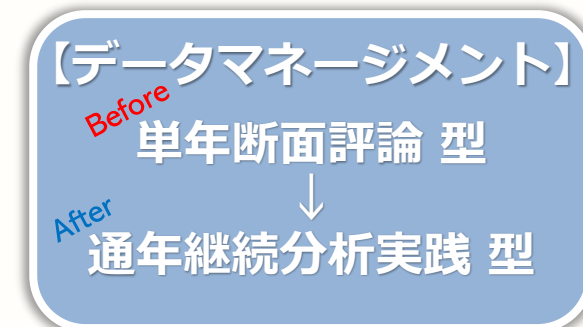 【データマネージメント】
Before
単年断面評論 型
↓
After
通年継続分析実践 型